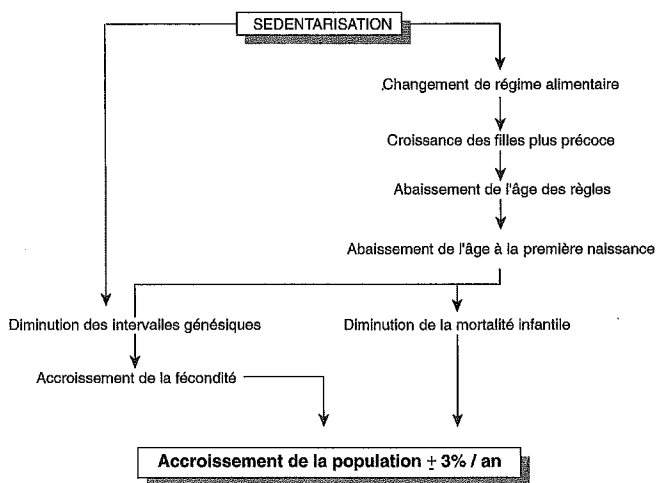 SEDENTARISATION
Changement de régime alimentaire
Croissance des filles plus précoce
Abaissement de l'âge des règles
Abaissement de l'âge à la première naissance
Diminution des intervalles génésiques
Diminution de la mortalité infantile
Accroissement de la fécondité
Accroissement de la population ± 3% / an